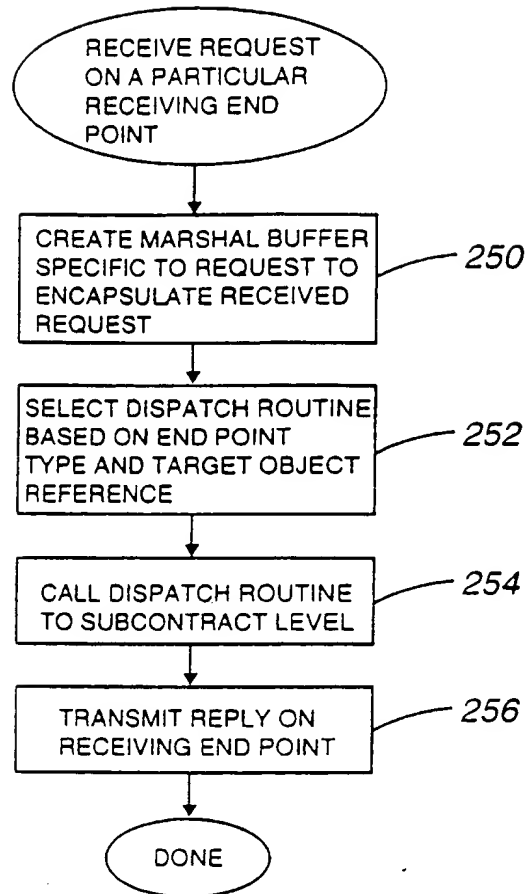 RECEIVE REQUEST
ON A PARTICULAR
RECEIVING END
POINT
CREATE MARSHAL BUFFER
SPECIFIC TO REQUEST TO
ENCAPSULATE RECEIVED
REQUEST
250
SELECT DISPATCH ROUTINE
BASED ON END POINT
TYPE AND TARGET OBJECT
REFERENCE
252
CALL DISPATCH ROUTINE
TO SUBCONTRACT LEVEL
254
TRANSMIT REPLY ON
RECEIVING END POINT
256
DONE